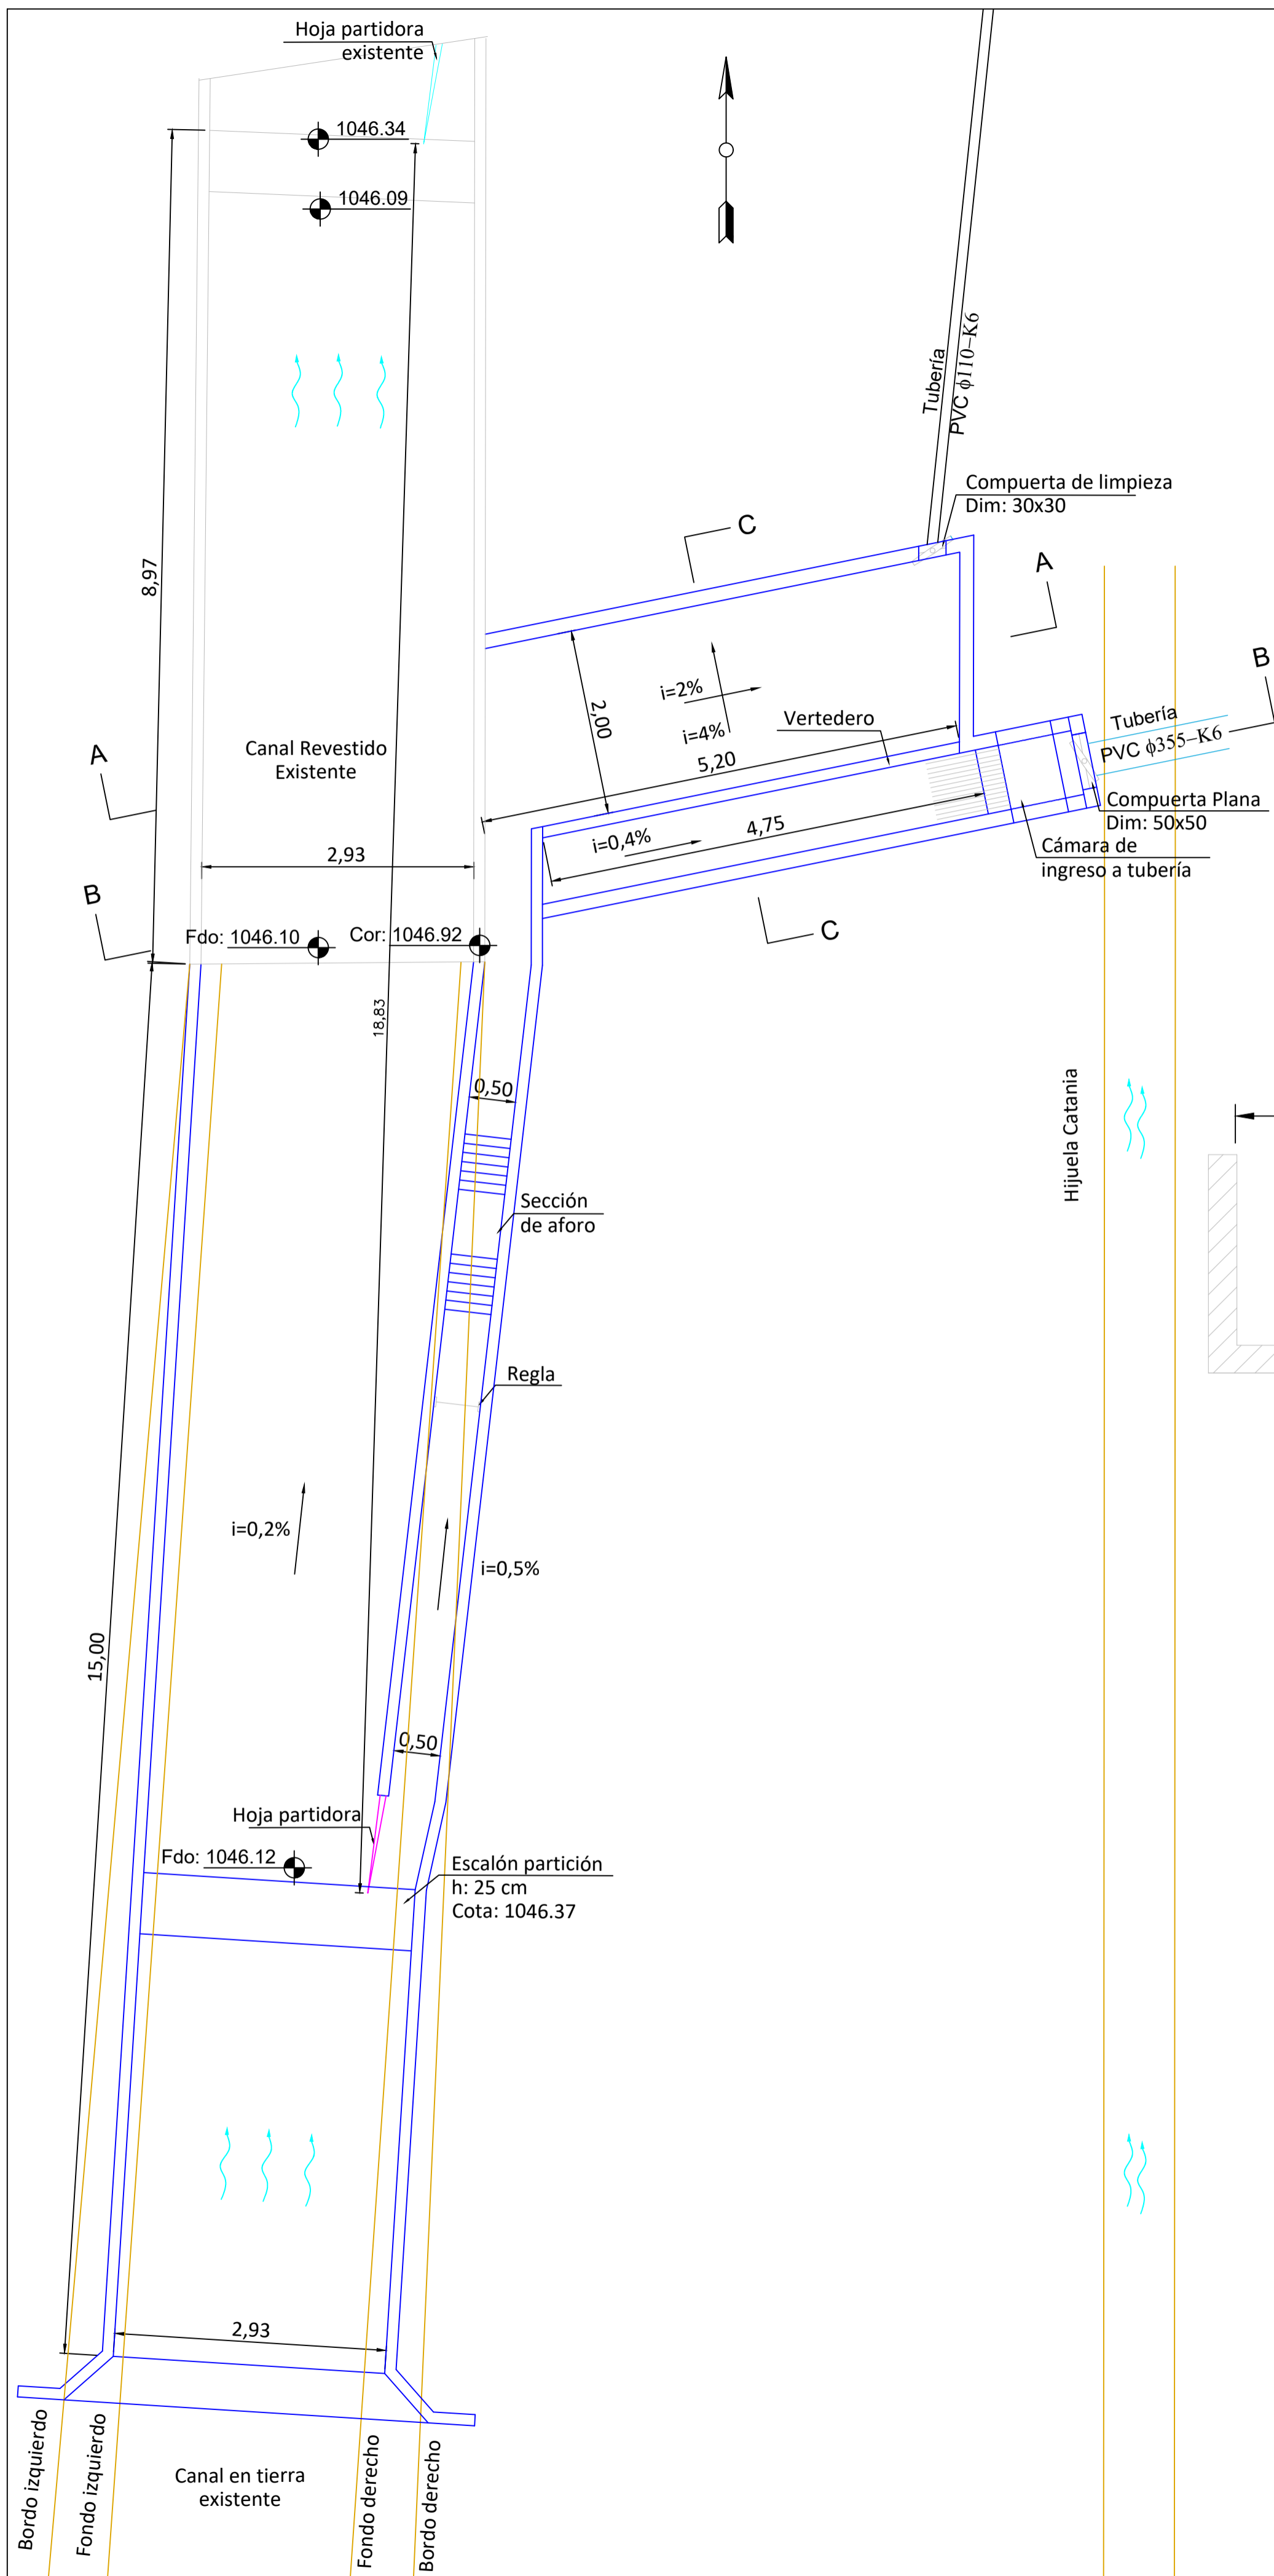 Hoja partidora
existente
1046.34
1046.09
Tubería
PVC ϕ110–K6
Compuerta de limpieza
Dim: 30x30
C
A
8,97
B
2,00
i=2%
i=4%
Vertedero
5,20
Tubería
PVC ϕ355–K6
A
Canal Revestido
Existente
4,75
i=0,4%
Compuerta Plana
Dim: 50x50
Cámara de
ingreso a tubería
2,93
B
C
Fdo: 1046.10
Cor: 1046.92
18,83
0,50
Hijuela Catania
Sección
de aforo
Regla
i=0,2%
i=0,5%
15,00
0,50
Hoja partidora
Fdo: 1046.12
Escalón partición
h: 25 cm
Cota: 1046.37
2,93
Bordo izquierdo
Fondo izquierdo
Canal en tierra
existente
Fondo derecho
Bordo derecho